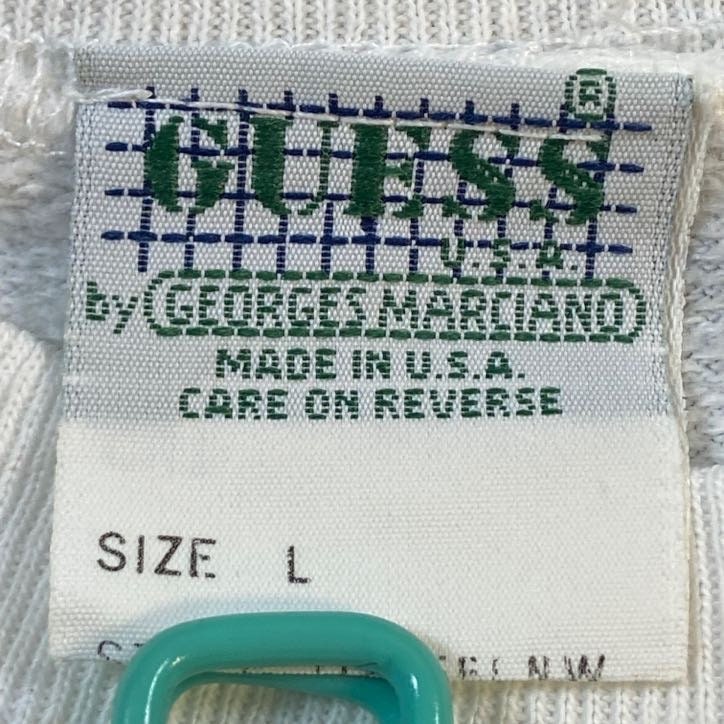 ®
GUESS
U.S.A.
by GEORGES MARCIANO
MADE IN U.S.A.
CARE ON REVERSE
SIZE L